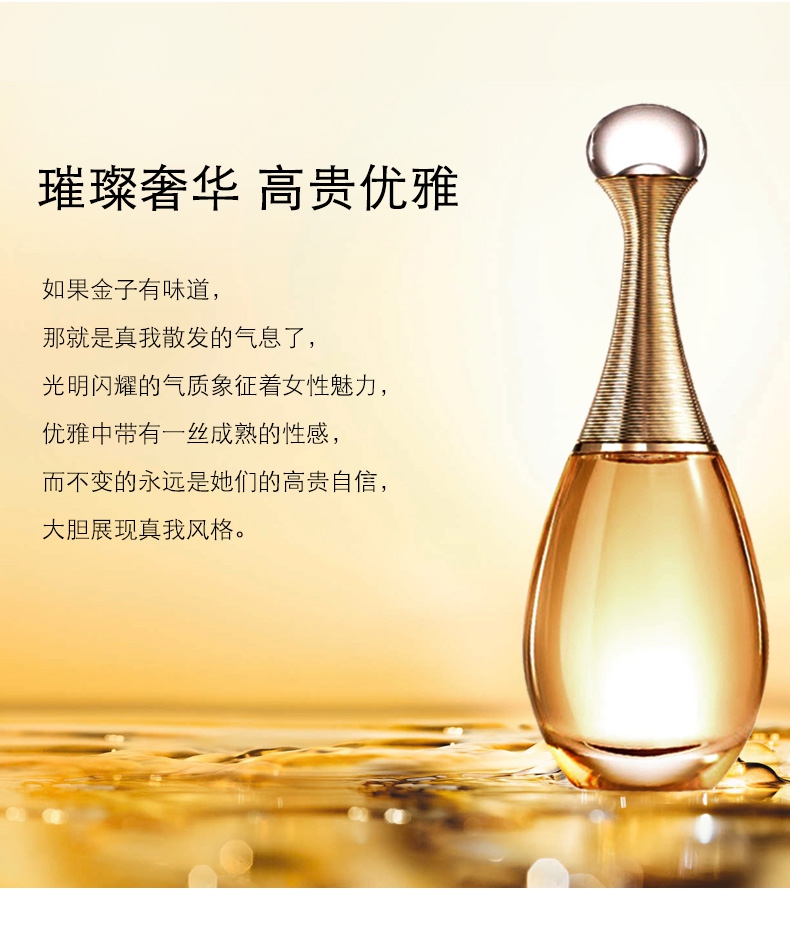 璀璨奢华 高贵优雅
如果金子有味道，
那就是真我散发的气息了，
光明闪耀的气质象征着女性魅力，
优雅中带有一丝成熟的性感，
而不变的永远是她们的高贵自信，
大胆展现真我风格。